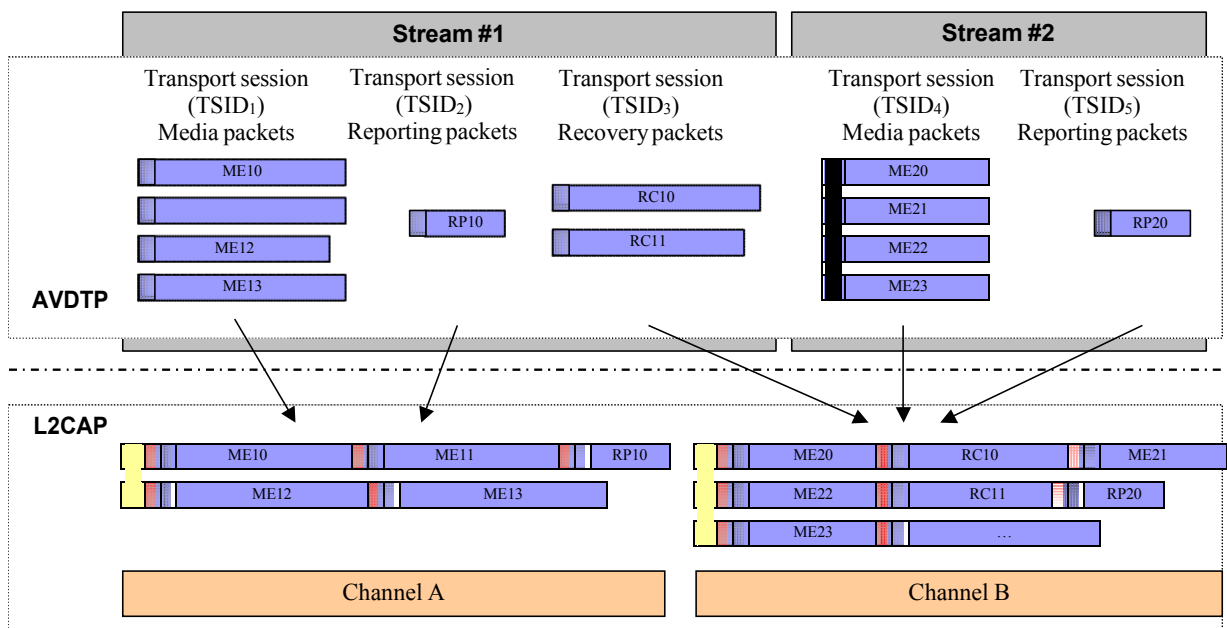 Stream #1
Stream #2
Transport session
(TSID1)
Media packets
Transport session
(TSID2)
Reporting packets
Transport session
(TSID3)
Recovery packets
Transport session
(TSID4)
Media packets
Transport session
(TSID5)
Reporting packets
ME10
ME12
ME13
RP10
RC10
RC11
ME20
ME21
ME22
ME23
RP20
AVDTP
L2CAP
ME10 ME11 RP10
ME12 ME13
ME20 RC10 ME21
ME22 RC11 RP20
ME23 ...
Channel A
Channel B